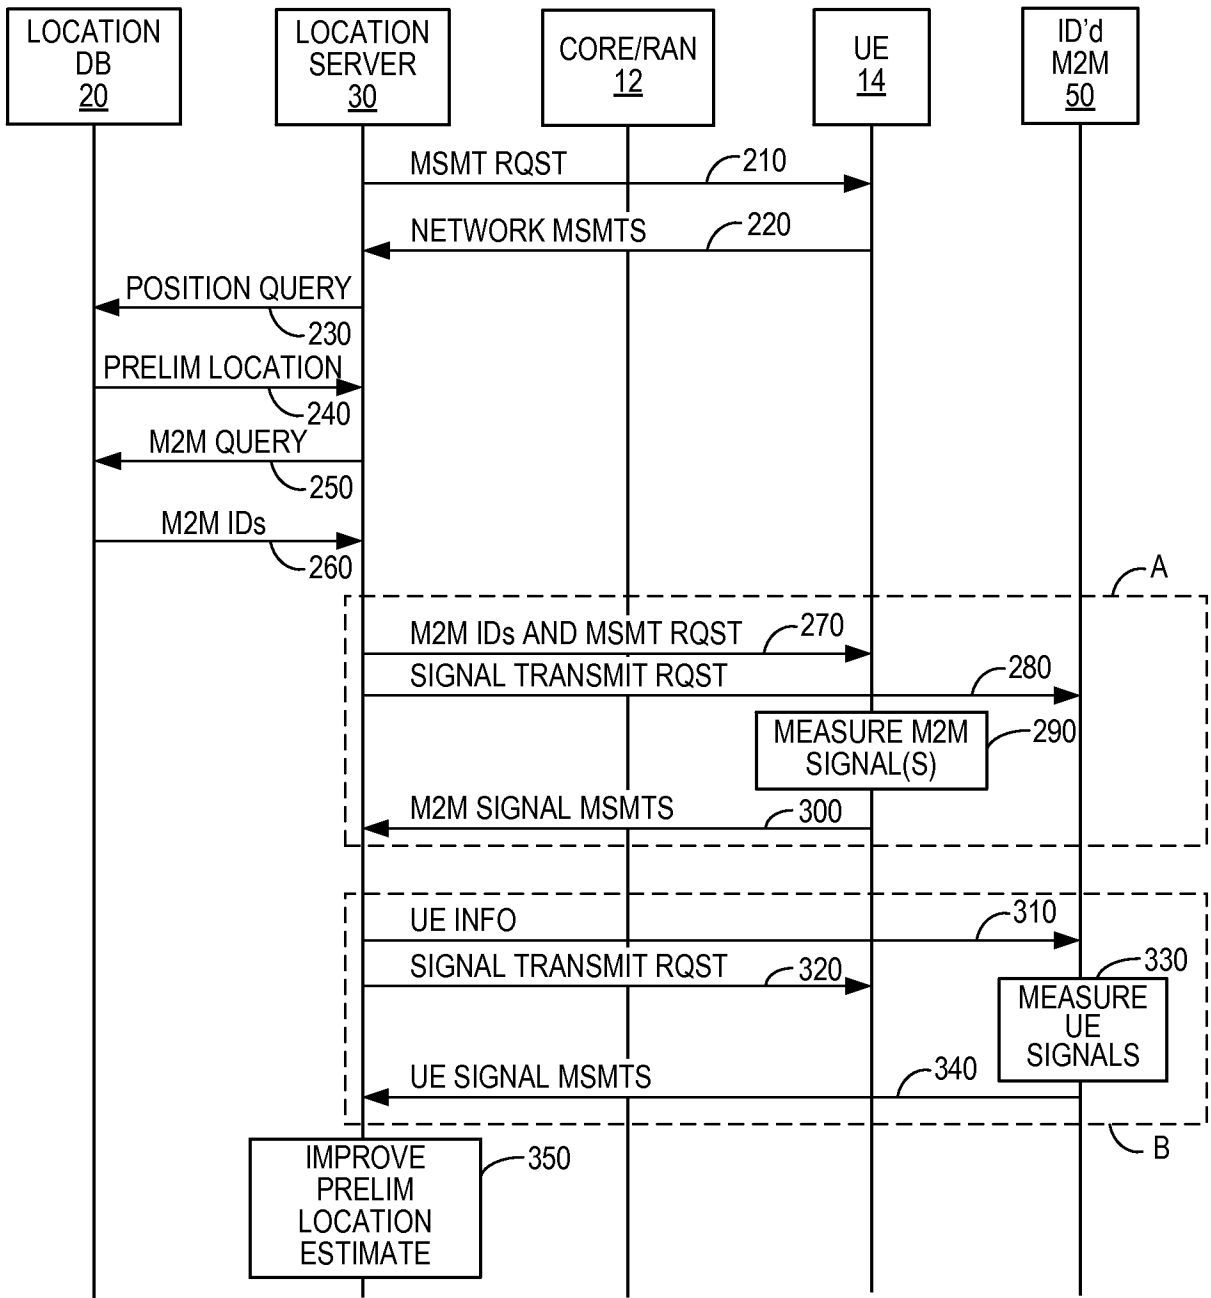 LOCATION
DB
20
LOCATION
SERVER
30
CORE/RAN
12
UE
14
ID'd
M2M
50
MSMT RQST
210
NETWORK MSMTS
220
POSITION QUERY
230
PRELIM LOCATION
240
M2M QUERY
250
M2M IDs
260
A
M2M IDs AND MSMT RQST
270
SIGNAL TRANSMIT RQST
280
MEASURE M2M
SIGNAL(S)
290
M2M SIGNAL MSMTS
300
UE INFO
310
SIGNAL TRANSMIT RQST
320
330
MEASURE
UE
SIGNALS
UE SIGNAL MSMTS
340
B
IMPROVE
PRELIM
LOCATION
ESTIMATE
350